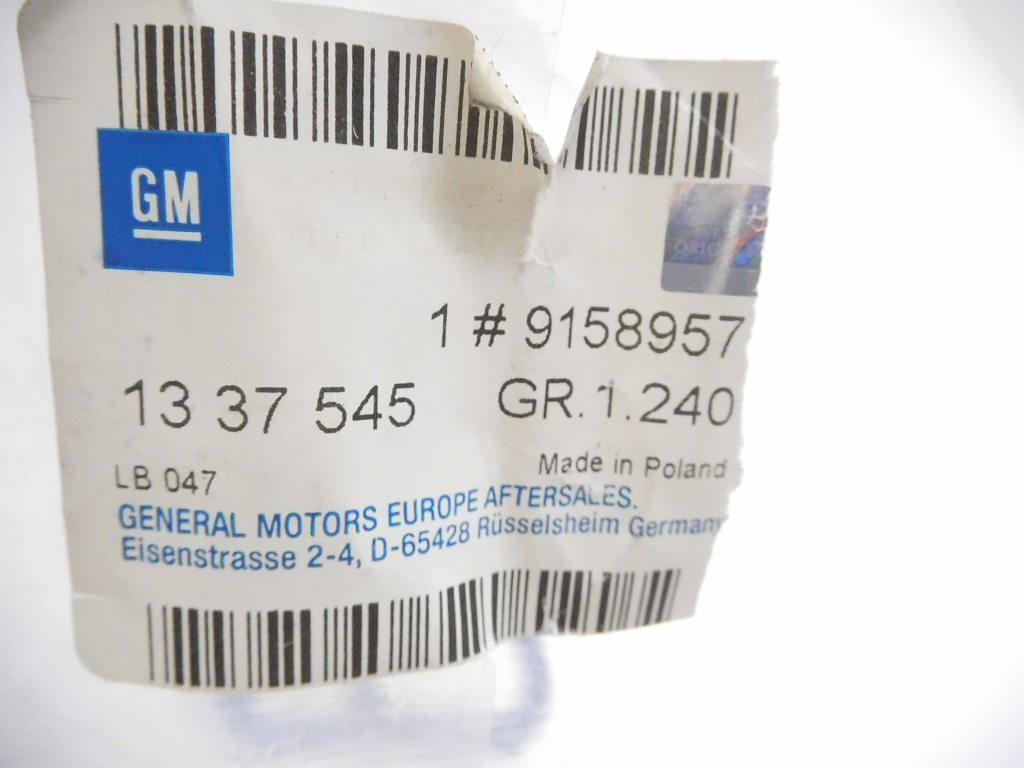 GM
1 # 9158957
13 37 545 GR. 1.240
LB 047 Made in Poland
GENERAL MOTORS EUROPE AFTERSALES.
Eisenstrasse 2-4, D-65428 Rüsselsheim Germany